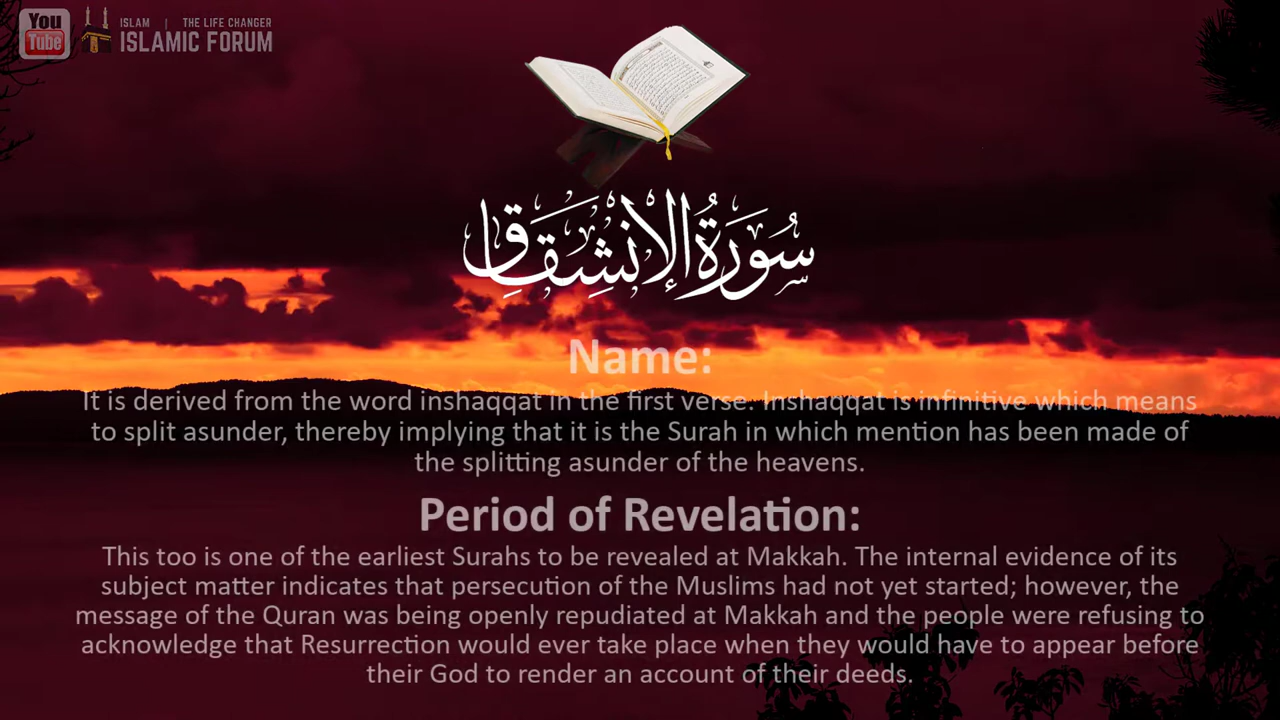 You
Tube
ISLAM | THE LIFE CHANGER
ISLAMIC FORUM
سُورَةُ الإِنْشِقَاقِ
Name:
It is derived from the word inshaqqat in the first verse. Inshaqqat is infinitive which means
to split asunder, thereby implying that it is the Surah in which mention has been made of
the splitting asunder of the heavens.
Period of Revelation:
This too is one of the earliest Surahs to be revealed at Makkah. The internal evidence of its
subject matter indicates that persecution of the Muslims had not yet started; however, the
message of the Quran was being openly repudiated at Makkah and the people were refusing to
acknowledge that Resurrection would ever take place when they would have to appear before
their God to render an account of their deeds.